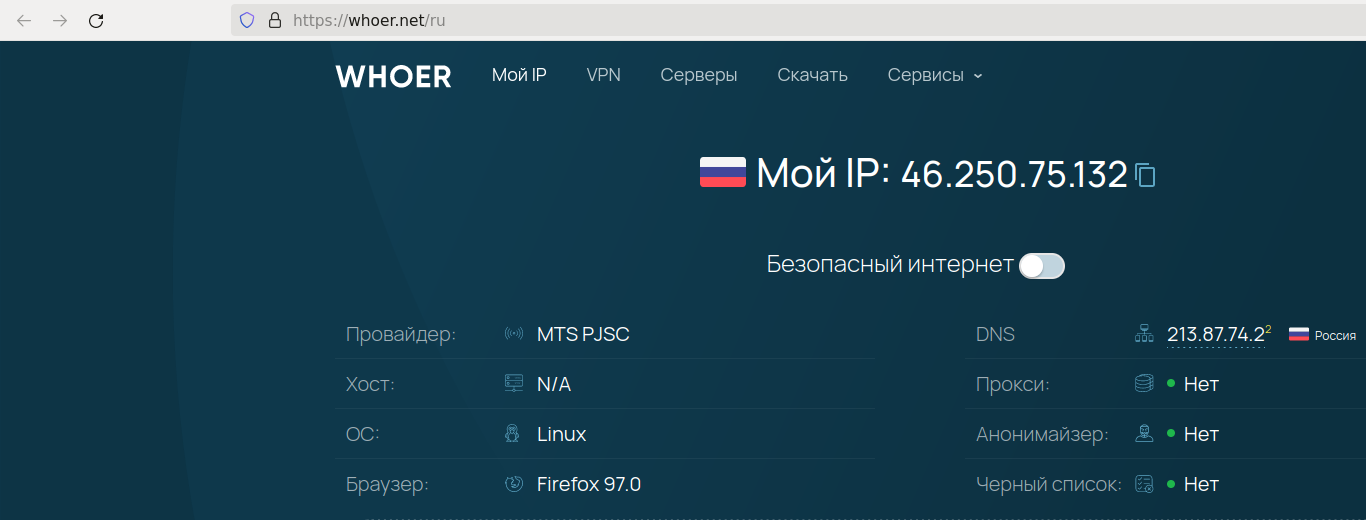 https://whoer.net/ru
WHOER Мой IP VPN Серверы Скачать Сервисы
Мой IP: 46.250.75.132
Безопасный интернет
Провайдер: MTS PJSC
DNS 213.87.74.2 2 Россия
Хост: N/A
Прокси: Нет
ОС: Linux
Анонимайзер: Нет
Браузер: Firefox 97.0
Черный список: Нет